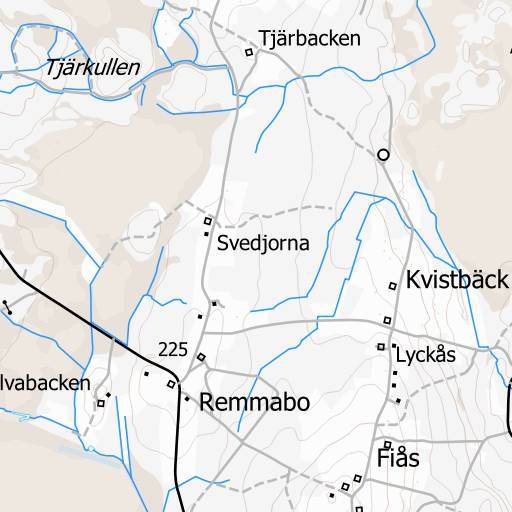 Tjärbacken
Tjärkullen
Svedjorna
Kvistbäck
225
Lyckås
lvabacken
Remmabo
Fiås